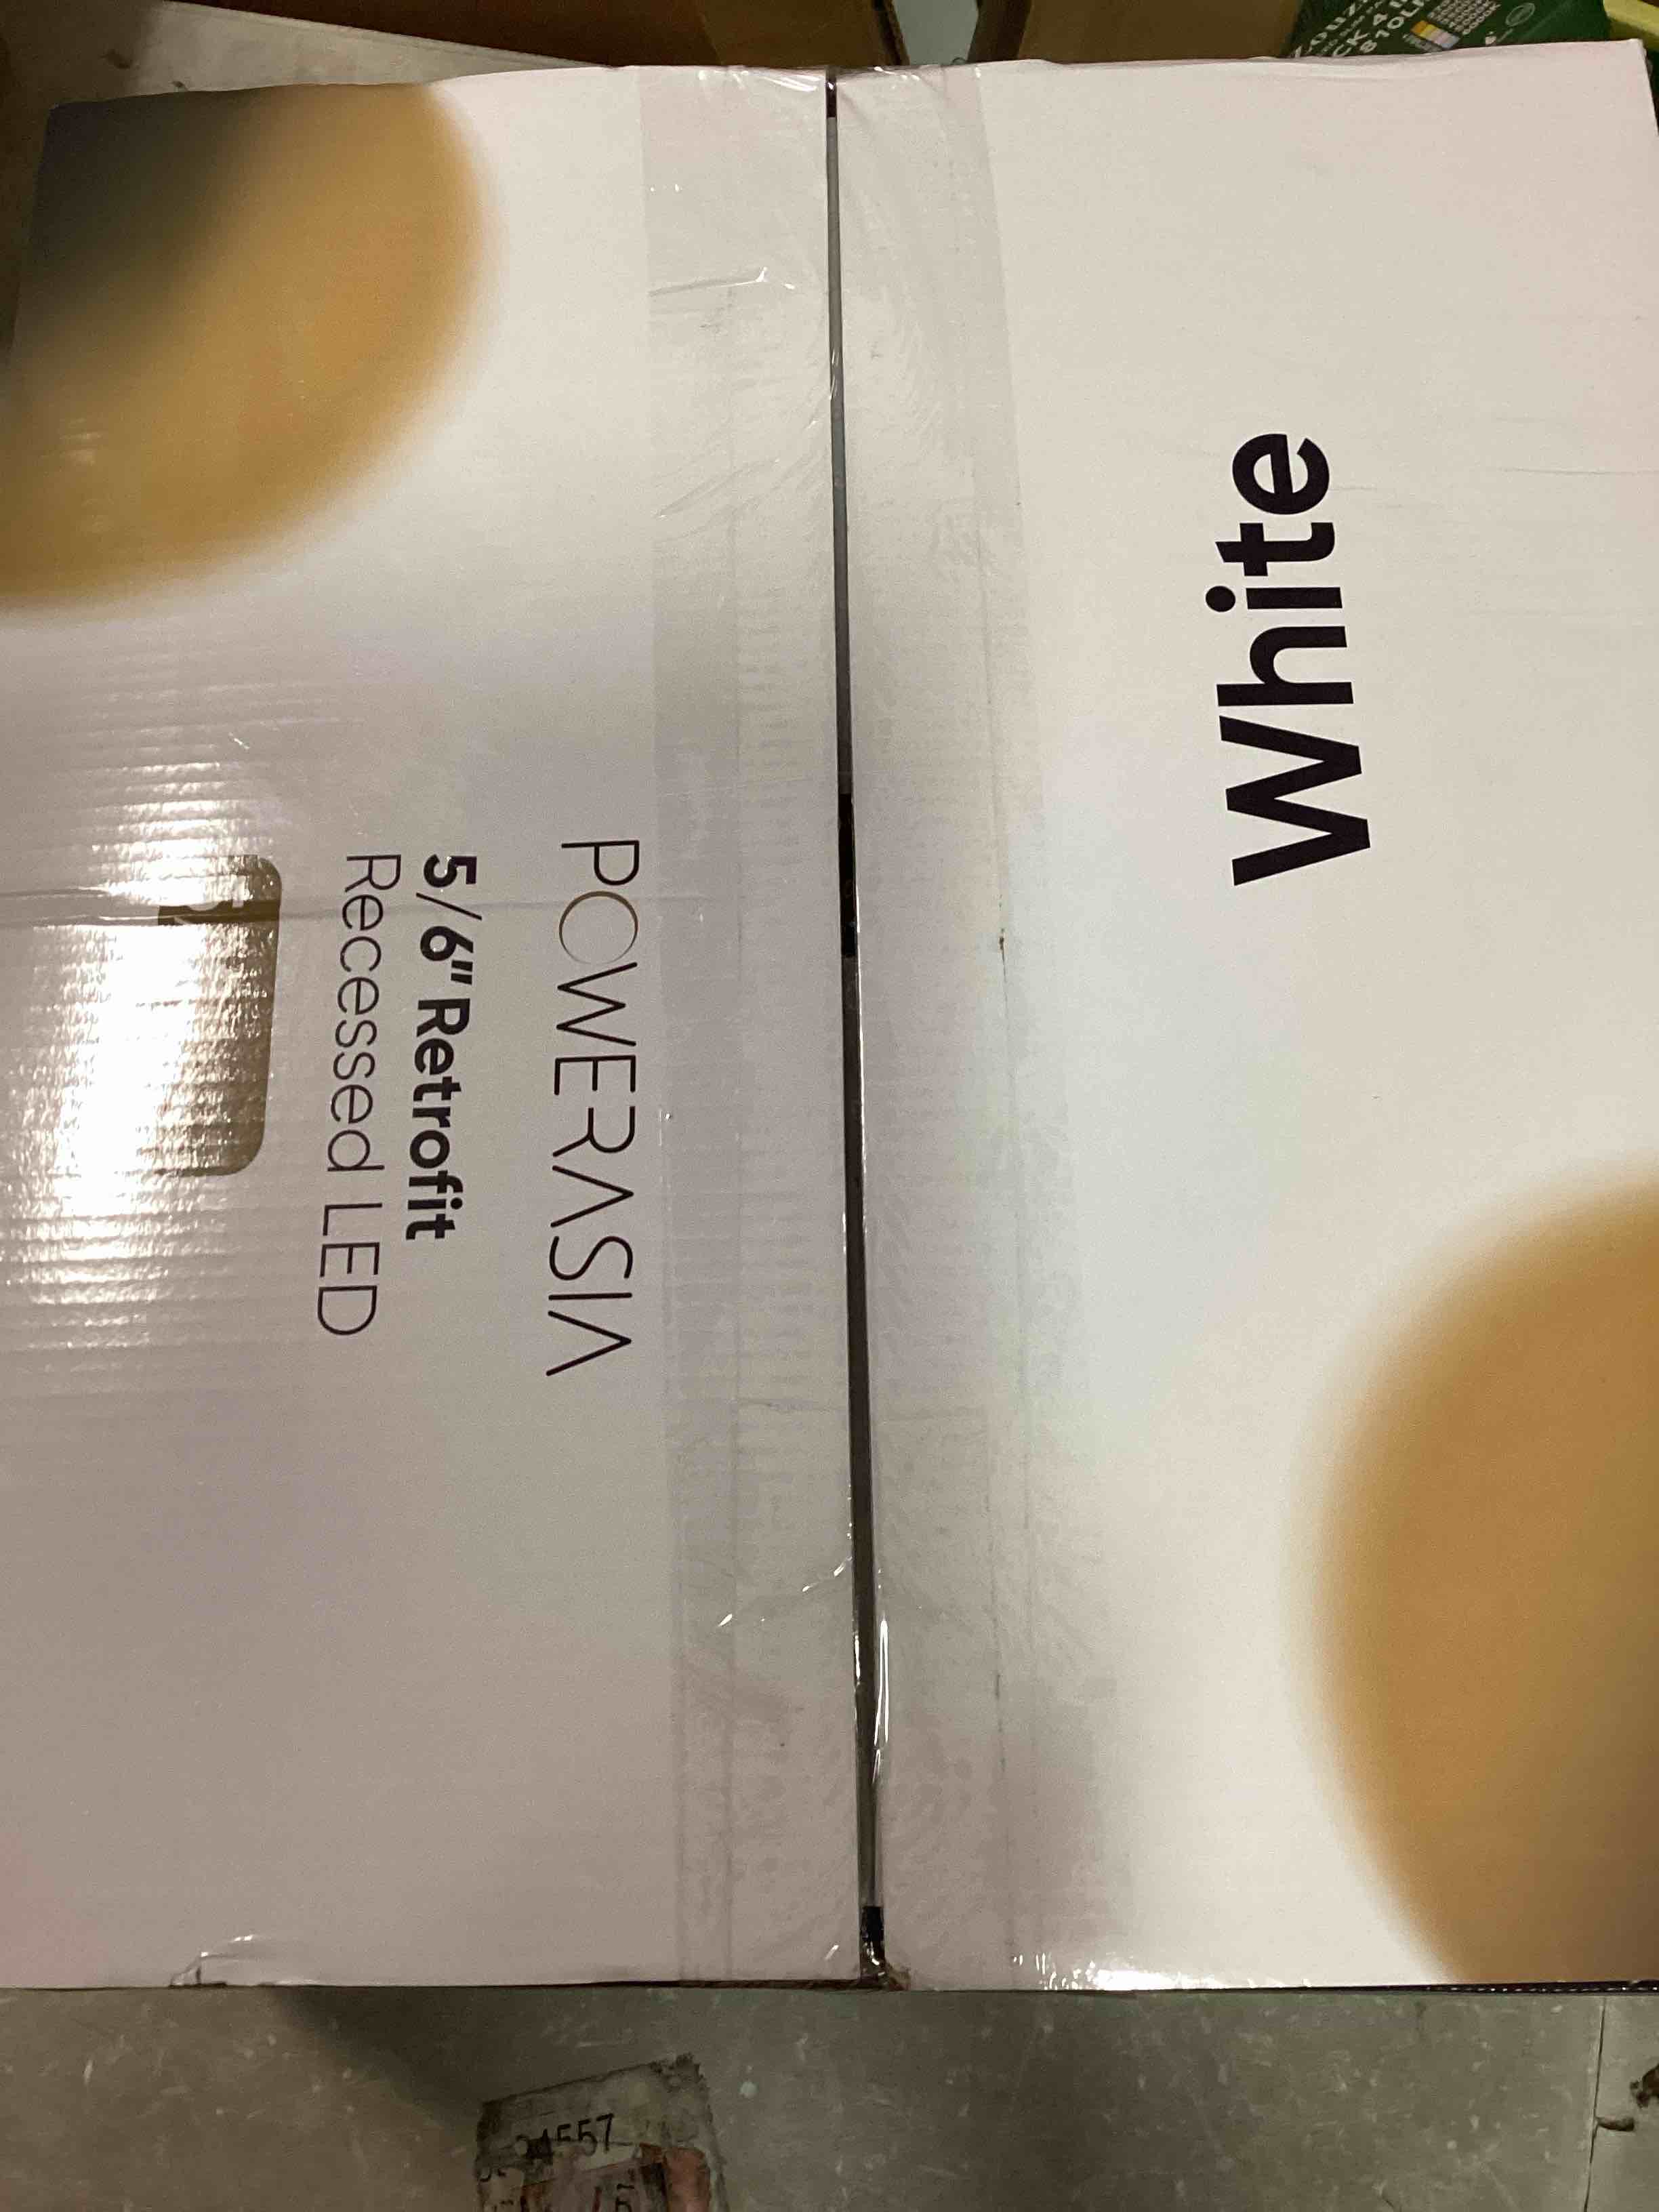 POWERASIA
5/6" Retrofit
Recessed LED
White